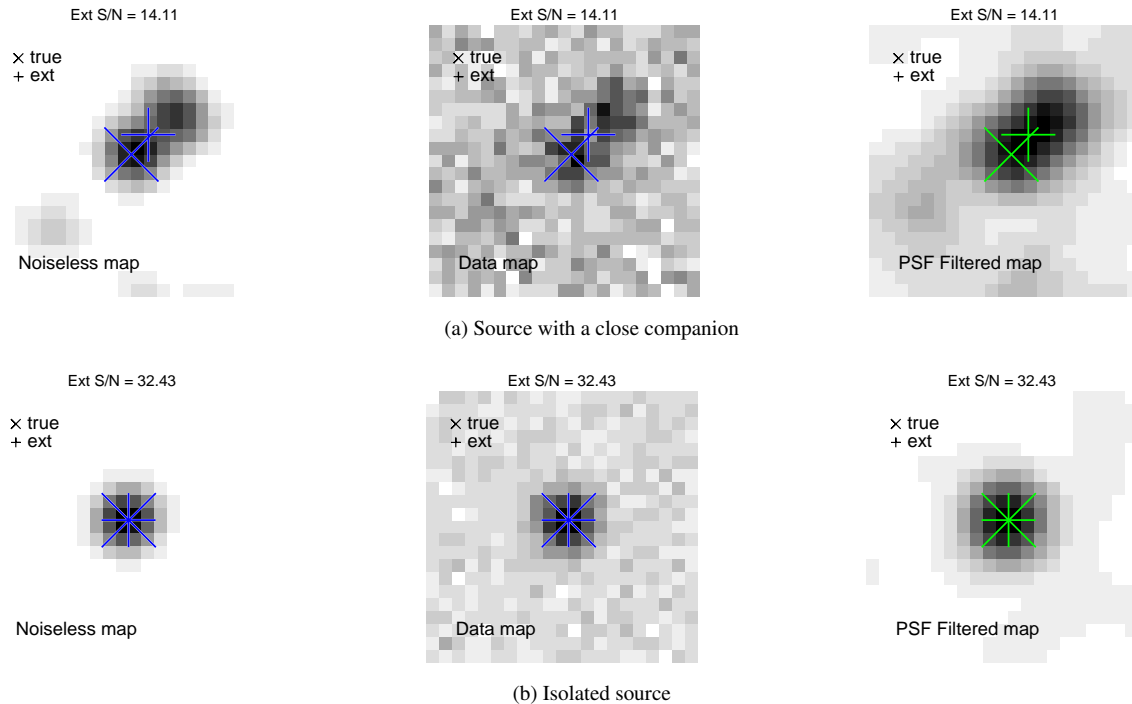 Ext S/N = 14.11
Ext S/N = 14.11
Ext S/N = 14.11
× true
+ ext
× true
+ ext
× true
+ ext
Noiseless map
Data map
PSF Filtered map
(a) Source with a close companion
Ext S/N = 32.43
Ext S/N = 32.43
Ext S/N = 32.43
× true
+ ext
× true
+ ext
× true
+ ext
Noiseless map
Data map
PSF Filtered map
(b) Isolated source